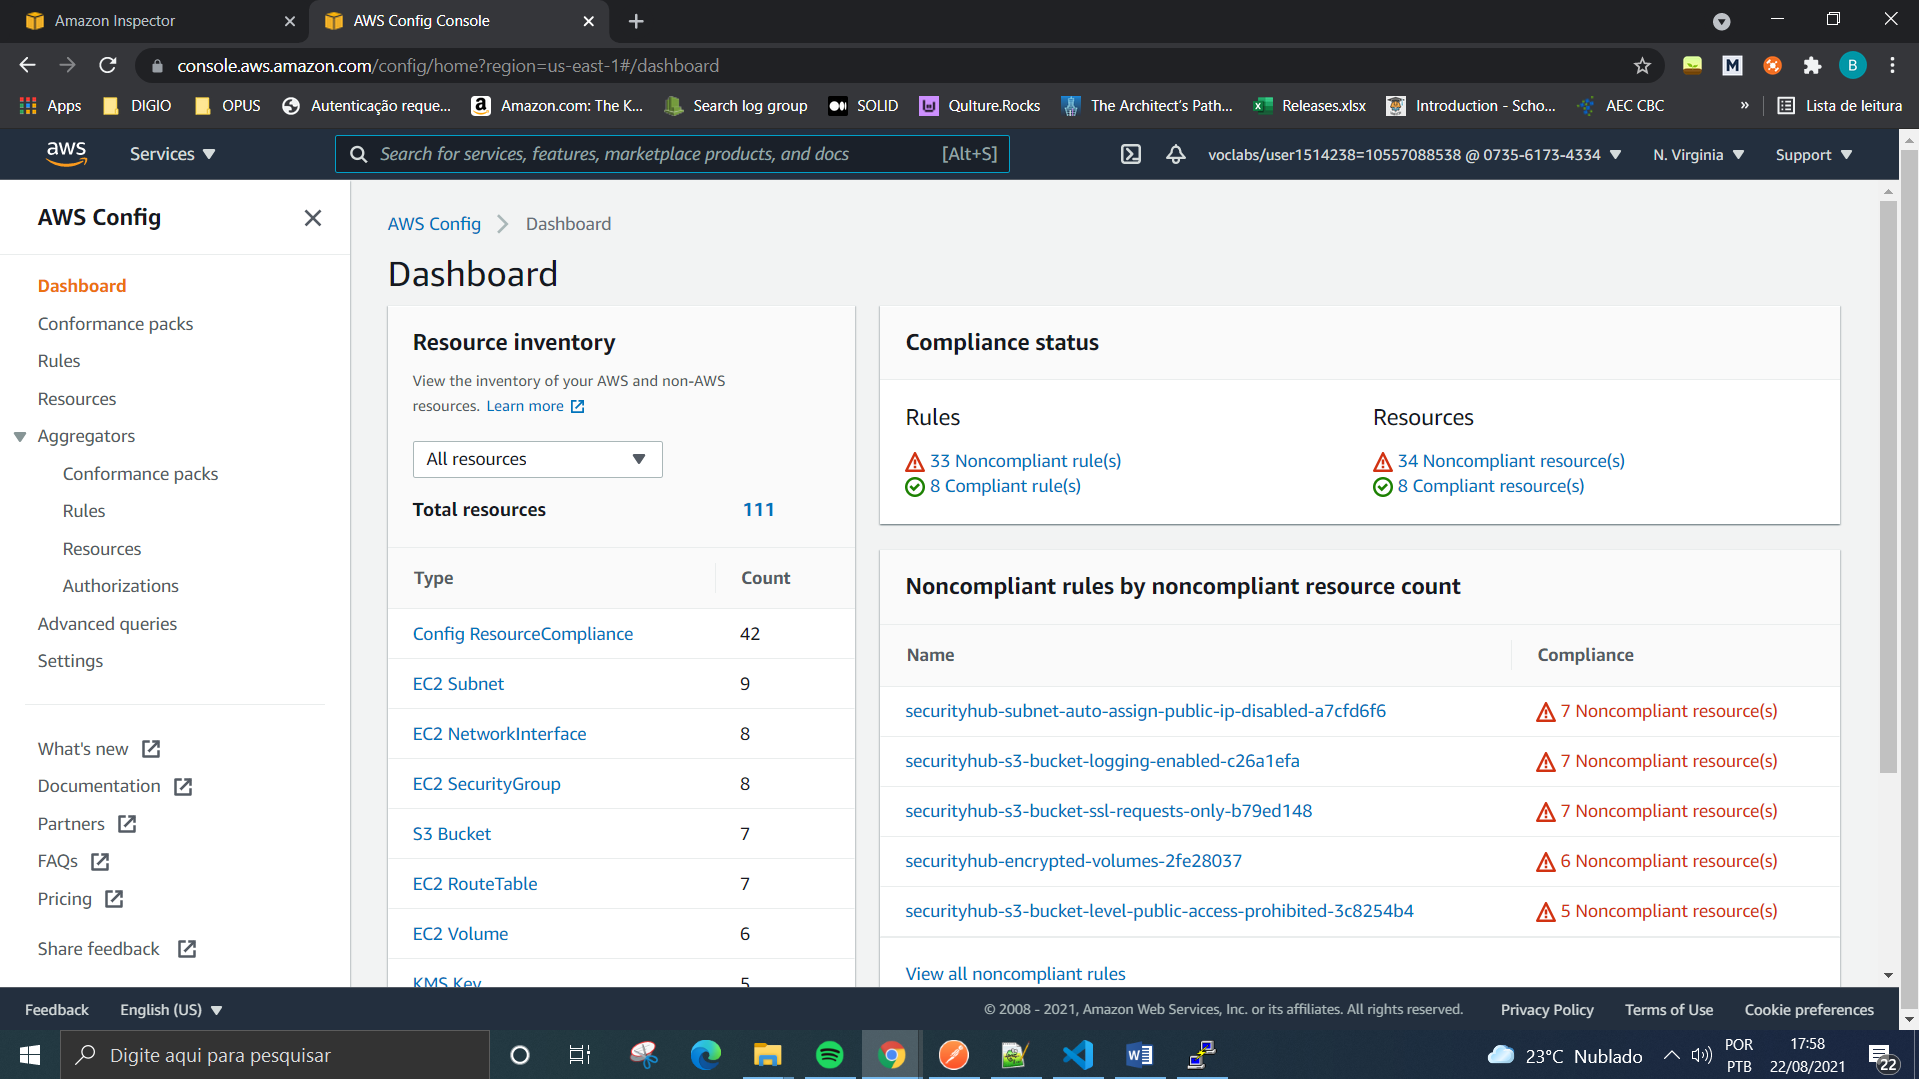 Amazon Inspector
AWS Config Console
console.aws.amazon.com/config/home?region=us-east-1#/dashboard
M
B
Apps
DIGIO
OPUS
Autenticação reque...
a
Amazon.com: The K...
Search log group
SOLID
Qulture.Rocks
The Architect's Path...
Releases.xlsx
Introduction - Scho...
AEC CBC
»
Lista de leitura
aws
Services
Search for services, features, marketplace products, and docs
[Alt+S]
voclabs/user1514238=10557088538 @ 0735-6173-4334
N. Virginia
Support
AWS Config
Dashboard
Conformance packs
Rules
Resources
Aggregators
Conformance packs
Rules
Resources
Authorizations
Advanced queries
Settings
What's new
Documentation
Partners
FAQs
Pricing
Share feedback
AWS Config
Dashboard
Dashboard
Resource inventory
View the inventory of your AWS and non-AWS
resources. Learn more
All resources
Total resources 111
Type Count
Config ResourceCompliance 42
EC2 Subnet 9
EC2 NetworkInterface 8
EC2 SecurityGroup 8
S3 Bucket 7
EC2 RouteTable 7
EC2 Volume 6
KMS Key 5
Compliance status
Rules
33 Noncompliant rule(s)
8 Compliant rule(s)
Resources
34 Noncompliant resource(s)
8 Compliant resource(s)
Noncompliant rules by noncompliant resource count
Name Compliance
securityhub-subnet-auto-assign-public-ip-disabled-a7cfd6f6 7 Noncompliant resource(s)
securityhub-s3-bucket-logging-enabled-c26a1efa 7 Noncompliant resource(s)
securityhub-s3-bucket-ssl-requests-only-b79ed148 7 Noncompliant resource(s)
securityhub-encrypted-volumes-2fe28037 6 Noncompliant resource(s)
securityhub-s3-bucket-level-public-access-prohibited-3c8254b4 5 Noncompliant resource(s)
View all noncompliant rules
Feedback
English (US)
© 2008 - 2021, Amazon Web Services, Inc. or its affiliates. All rights reserved.
Privacy Policy
Terms of Use
Cookie preferences
Digite aqui para pesquisar
23°C Nublado
POR
PTB
17:58
22/08/2021
22